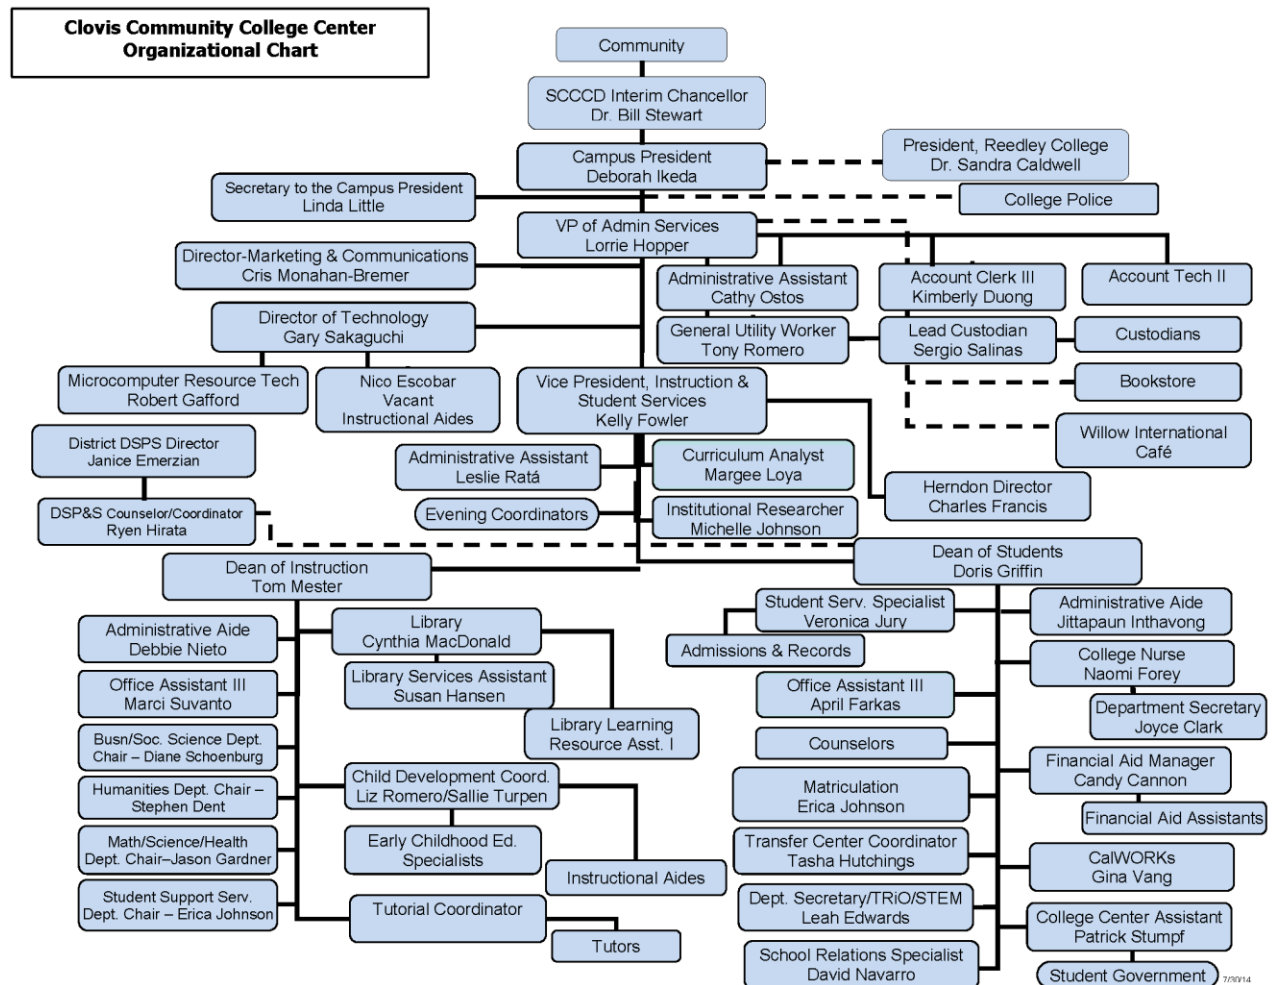 Clovis Community College Center
Organizational Chart
Community
SCCCD Interim Chancellor
Dr. Bill Stewart
Campus President
Deborah Ikeda
President, Reedley College
Dr. Sandra Caldwell
Secretary to the Campus President
Linda Little
College Police
VP of Admin Services
Lorrie Hopper
Director-Marketing & Communications
Cris Monahan-Bremer
Administrative Assistant
Cathy Ostos
Account Clerk III
Kimberly Duong
Account Tech II
Director of Technology
Gary Sakaguchi
General Utility Worker
Tony Romero
Lead Custodian
Sergio Salinas
Custodians
Microcomputer Resource Tech
Robert Gafford
Nico Escobar
Vacant
Instructional Aides
Vice President, Instruction &
Student Services
Kelly Fowler
Bookstore
Willow International
Café
District DSPS Director
Janice Emerzian
Administrative Assistant
Leslie Ratá
Curriculum Analyst
Margee Loya
Herndon Director
Charles Francis
DSP&S Counselor/Coordinator
Ryen Hirata
Evening Coordinators
Institutional Researcher
Michelle Johnson
Dean of Instruction
Tom Mester
Dean of Students
Doris Griffin
Administrative Aide
Debbie Nieto
Library
Cynthia MacDonald
Student Serv. Specialist
Veronica Jury
Administrative Aide
Jittapaun Inthavong
Admissions & Records
College Nurse
Naomi Forey
Office Assistant III
Marci Suvanto
Library Services Assistant
Susan Hansen
Office Assistant III
April Farkas
Department Secretary
Joyce Clark
Library Learning
Resource Asst. I
Busn/Soc. Science Dept.
Chair – Diane Schoenburg
Counselors
Financial Aid Manager
Candy Cannon
Humanities Dept. Chair –
Stephen Dent
Child Development Coord.
Liz Romero/Sallie Turpen
Matriculation
Erica Johnson
Financial Aid Assistants
Math/Science/Health
Dept. Chair–Jason Gardner
Early Childhood Ed.
Specialists
Transfer Center Coordinator
Tasha Hutchings
CalWORKs
Gina Vang
Instructional Aides
Student Support Serv.
Dept. Chair – Erica Johnson
Tutorial Coordinator
Dept. Secretary/TRiO/STEM
Leah Edwards
College Center Assistant
Patrick Stumpf
Tutors
School Relations Specialist
David Navarro
Student Government
7/30/14